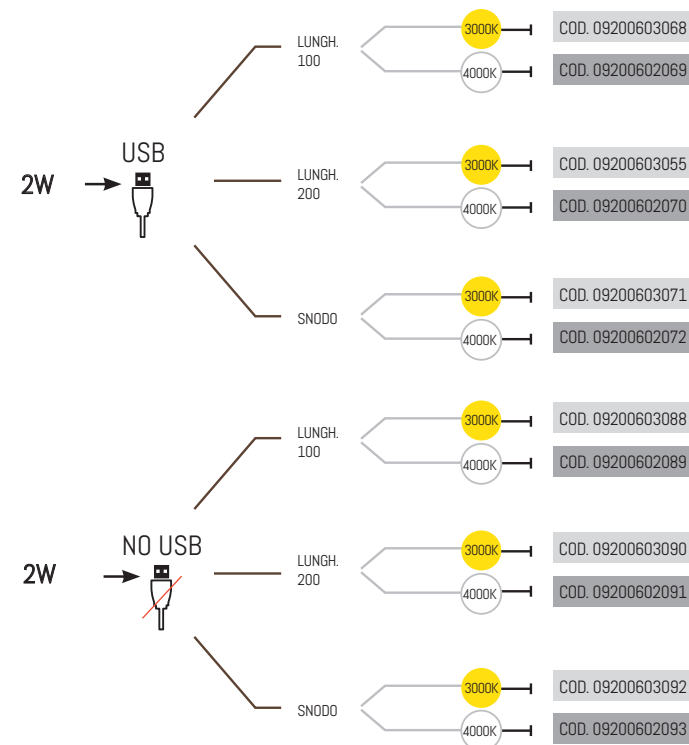 3000K
COD. 09200603068
LUNGH.
100
4000K
COD. 09200602069
USB
2W
3000K
COD. 09200603055
LUNGH.
200
4000K
COD. 09200602070
3000K
COD. 09200603071
SNODO
4000K
COD. 09200602072
3000K
COD. 09200603088
LUNGH.
100
4000K
COD. 09200602089
NO USB
2W
3000K
COD. 09200603090
LUNGH.
200
4000K
COD. 09200602091
3000K
COD. 09200603092
SNODO
4000K
COD. 09200602093